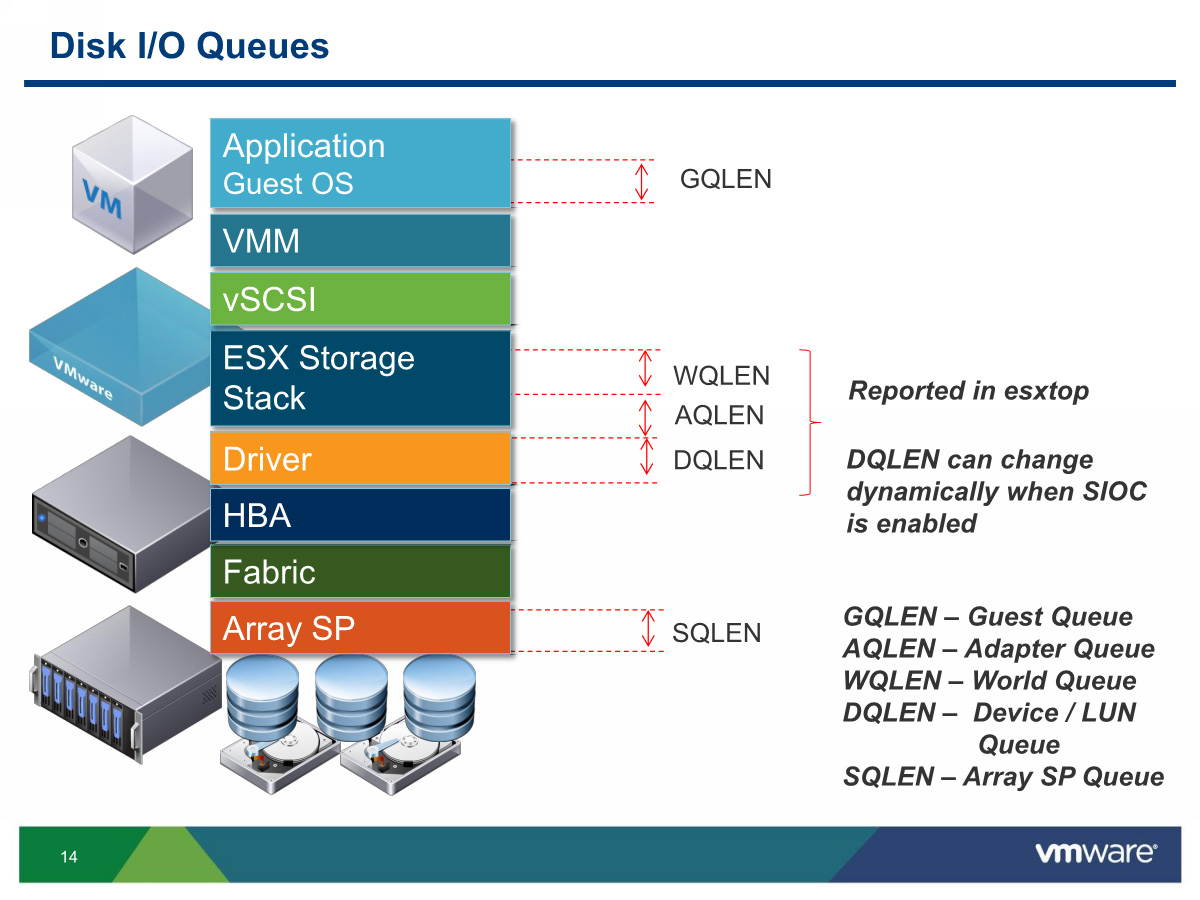 Disk I/O Queues
VM
Application
Guest OS
GQLEN
VMM
vSCSI
VMware
ESX Storage
Stack
WQLEN
AQLEN
Driver
DQLEN
HBA
Fabric
Array SP
SQLEN
Reported in esxtop
DQLEN can change
dynamically when SIOC
is enabled
GQLEN – Guest Queue
AQLEN – Adapter Queue
WQLEN – World Queue
DQLEN –  Device / LUN
Queue
SQLEN – Array SP Queue
14
vmware®